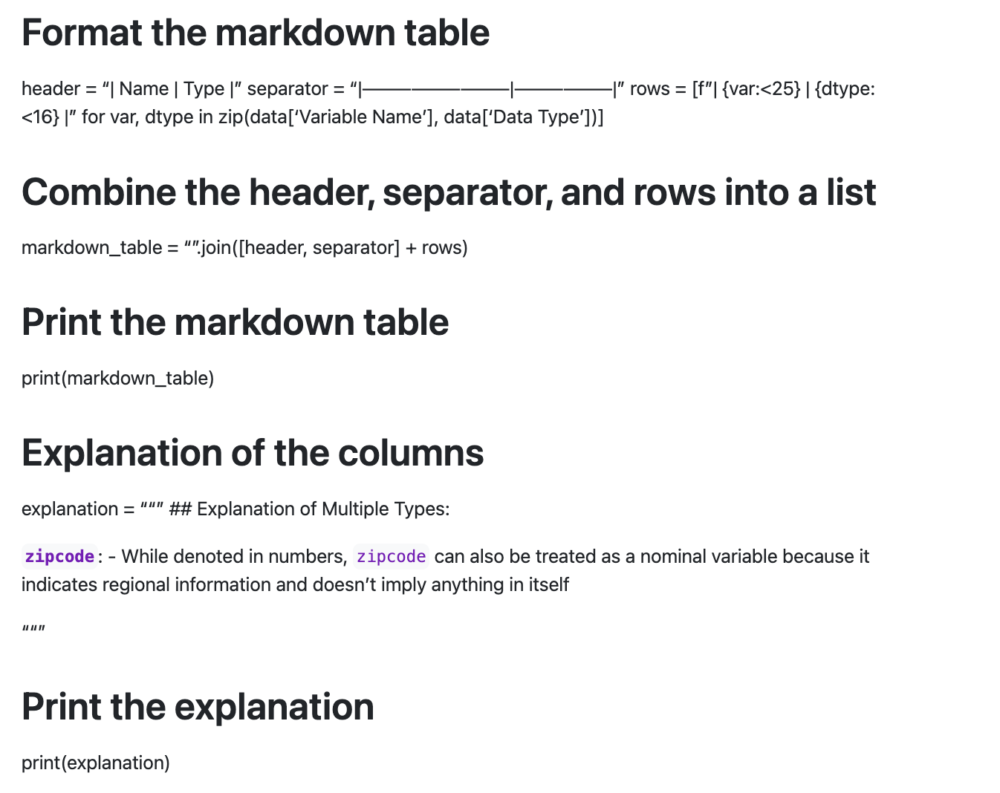 Format the markdown table
header = “| Name | Type |” separator = “|—————————|——————|” rows = [f”| {var:<25} | {dtype:
<16} |” for var, dtype in zip(data[‘Variable Name’], data[‘Data Type’])]
Combine the header, separator, and rows into a list
markdown_table = “”.join([header, separator] + rows)
Print the markdown table
print(markdown_table)
Explanation of the columns
explanation = “““” ## Explanation of Multiple Types:
zipcode: - While denoted in numbers, zipcode can also be treated as a nominal variable because it
indicates regional information and doesn’t imply anything in itself
“““”
Print the explanation
print(explanation)